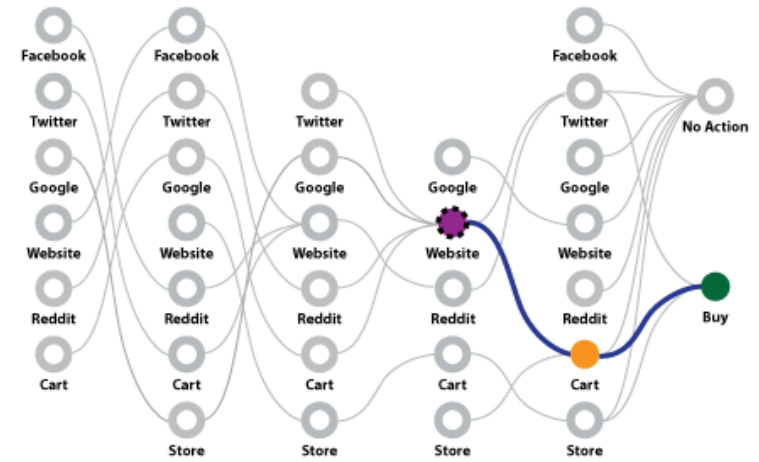 Facebook
Twitter
Google
Website
Reddit
Cart
Facebook
Twitter
Google
Website
Reddit
Cart
Store
Twitter
Google
Website
Reddit
Cart
Store
Google
Website
Reddit
Cart
Store
Facebook
Twitter
Google
Website
Reddit
Cart
Store
No Action
Buy